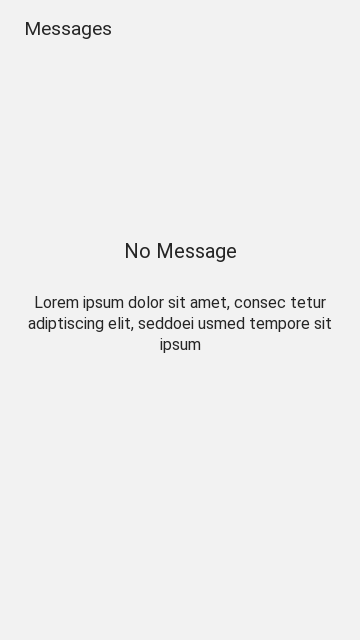 Messages
No Message
Lorem ipsum dolor sit amet, consec tetur
adiptiscing elit, seddoei usmed tempore sit
ipsum